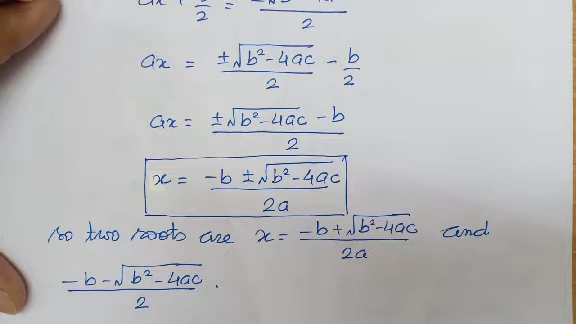 ax = ±√b²-4ac / 2 - b/2
ax = ±√b²-4ac - b / 2
x = -b ±√b²-4ac / 2a
so two roots are x = -b+√b²-4ac / 2a and
-b-√b²-4ac / 2 .